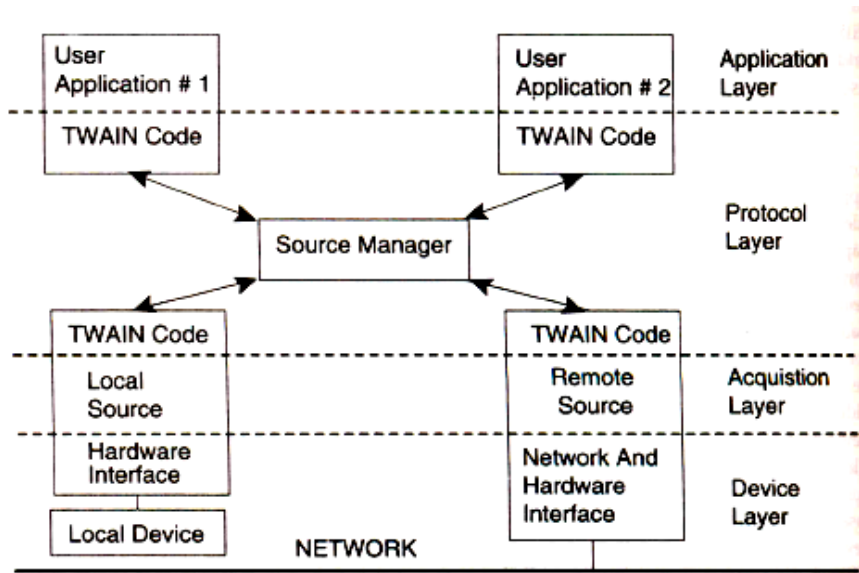 User
Application # 1
User
Application # 2
Application
Layer
TWAIN Code
TWAIN Code
Protocol
Layer
Source Manager
TWAIN Code
TWAIN Code
Local
Source
Remote
Source
Acquistion
Layer
Hardware
Interface
Network And
Hardware
Interface
Device
Layer
Local Device
NETWORK